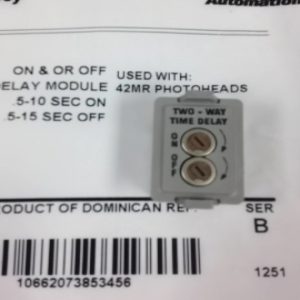 Automation
ON & OR OFF USED WITH:
DELAY MODULE 42MR PHOTOHEADS
.5-10 SEC ON
.5-15 SEC OFF
TWO - WAY
TIME DELAY
ON
OFF
PRODUCT OF DOMINICAN REP. SER
B
10662073853456 1251